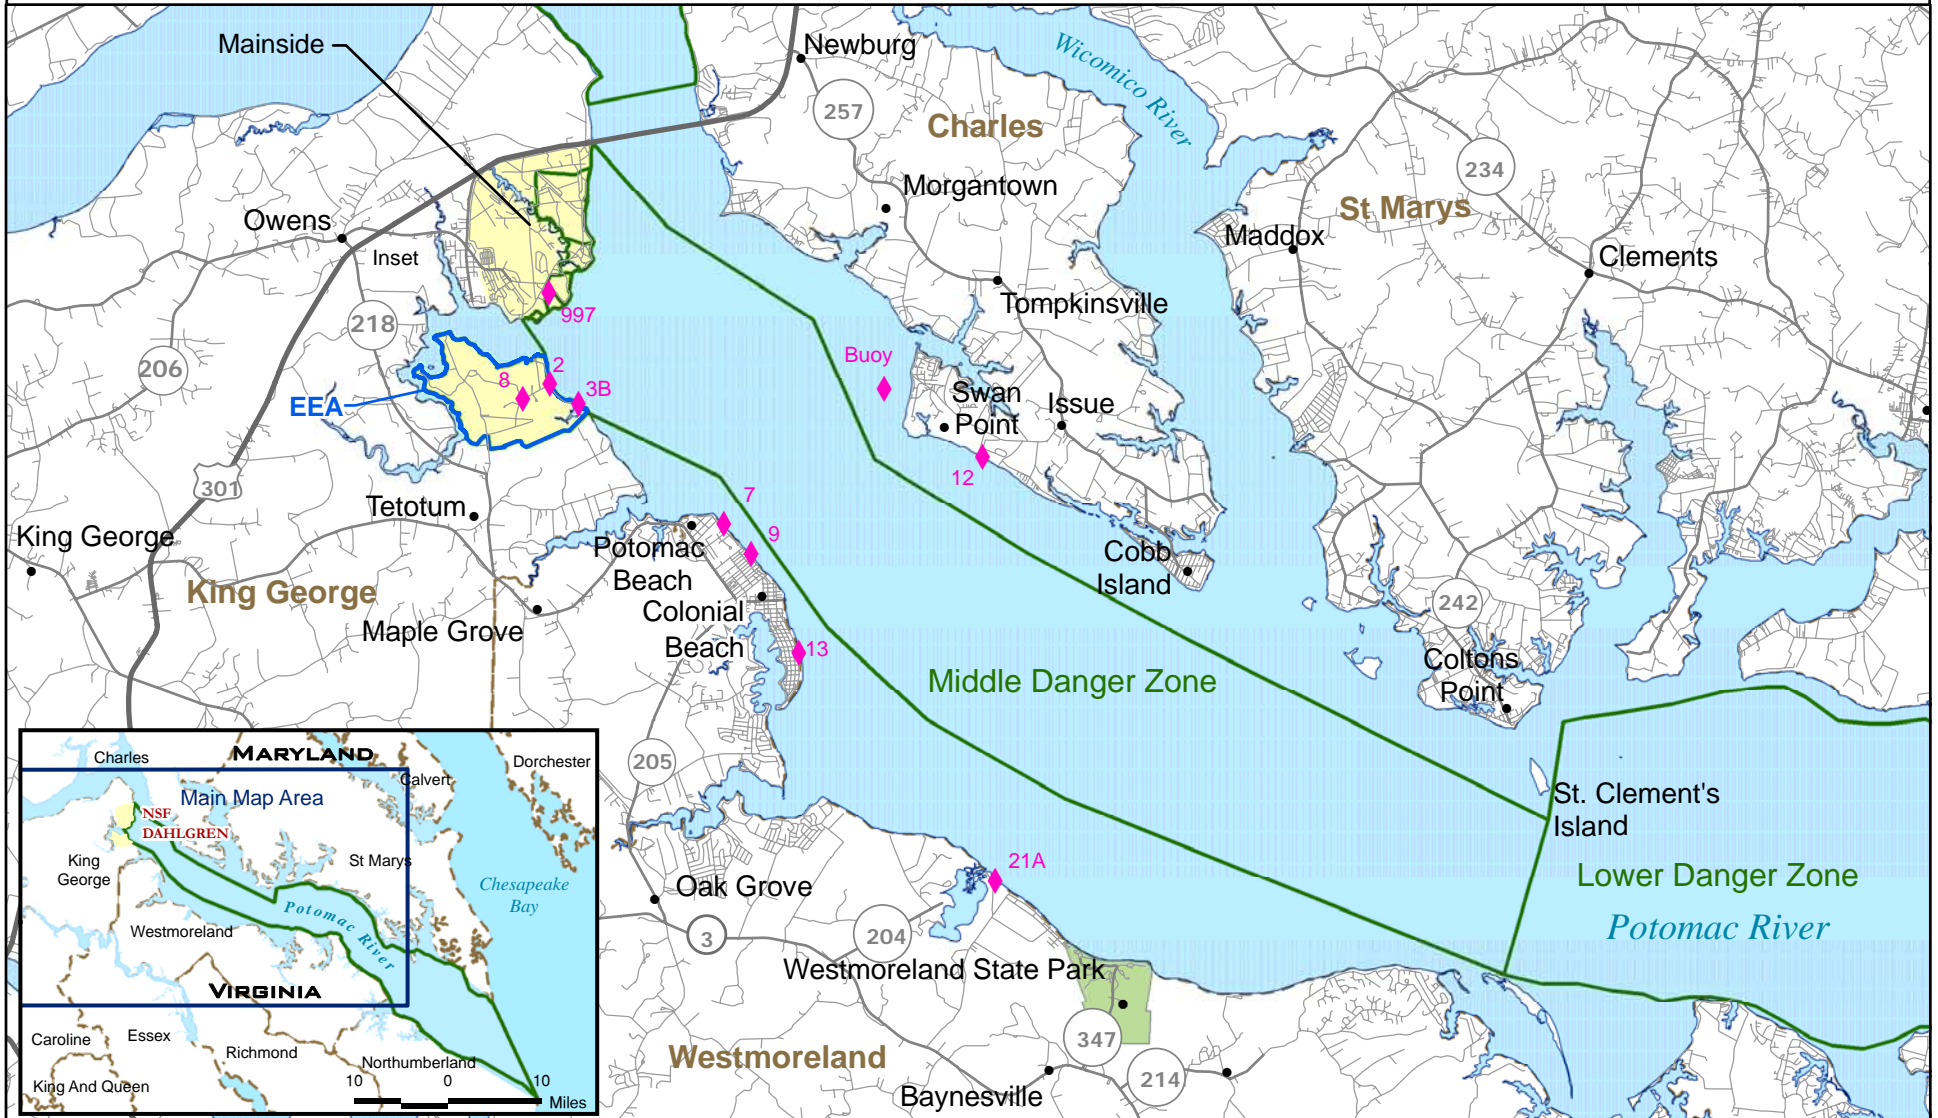 Mainside
Newburg
Wicomico River
257
Charles
234
Morgantown
St Marys
Owens
Maddox
Inset
Clements
Tompkinsville
997
218
Buoy
206
2
8
3B
Swan
Point
Issue
EEA
12
301
7
Tetotum
9
King George
Potomac
Beach
Cobb
Island
King George
Colonial
Beach
242
Maple Grove
13
Coltons
Point
Middle Danger Zone
205
St. Clement's
Island
21A
Lower Danger Zone
Oak Grove
Potomac River
3
204
Westmoreland State Park
347
Westmoreland
214
Baynesville
MARYLAND
Charles
Dorchester
Calvert
Main Map Area
NSF
DAHLGREN
King
George
St Marys
Chesapeake
Bay
Potomac River
Westmoreland
VIRGINIA
Caroline
Essex
Richmond
Northumberland
King And Queen
10 0 10
Miles